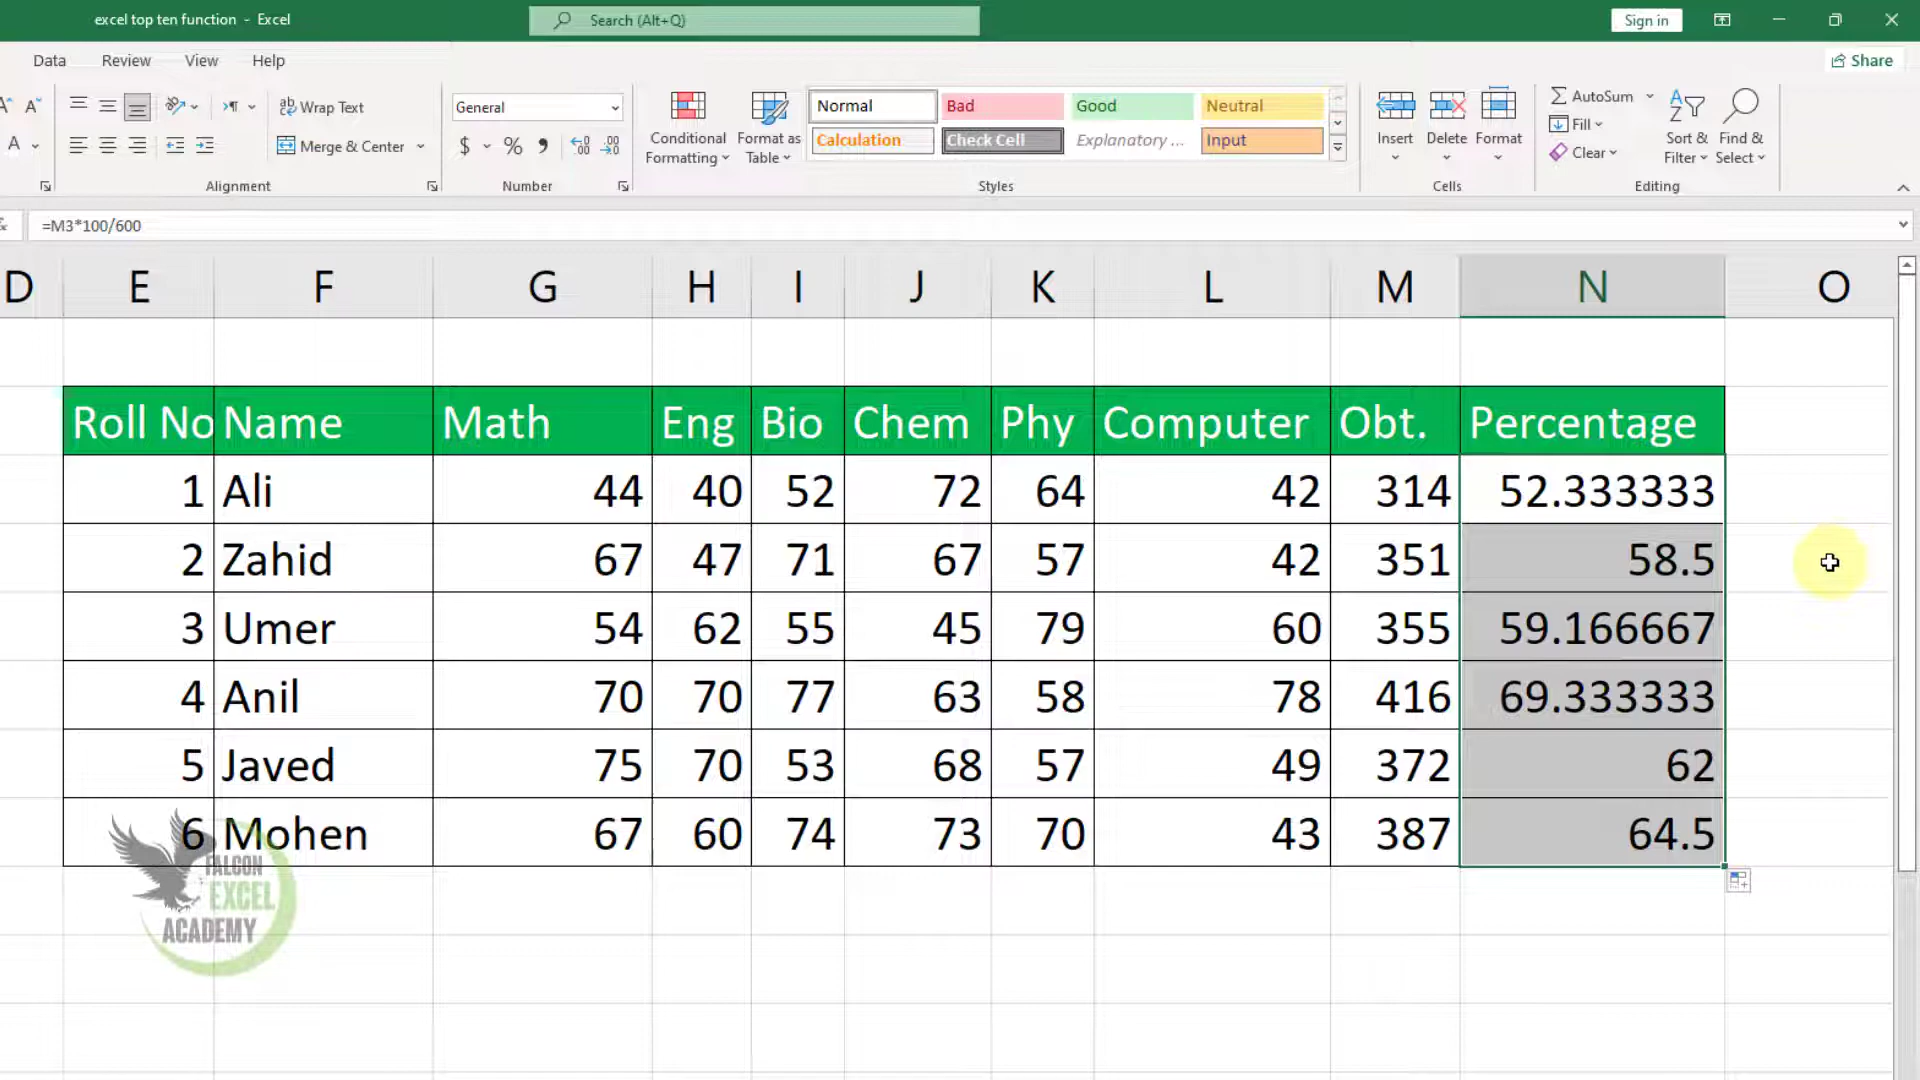 excel top ten function - Excel
Search (Alt+Q)
Sign in
Data Review View Help
Share
Wrap Text
General
Normal Bad Good Neutral
AutoSum
Merge & Center
Calculation Check Cell Explanatory ... Input
Conditional Formatting
Format as Table
Insert Delete Format
Fill
Clear
Sort & Filter
Find & Select
Alignment Number Styles Cells Editing
=M3*100/600
D E F G H I J K L M N O
Roll No Name Math Eng Bio Chem Phy Computer Obt. Percentage
1 Ali 44 40 52 72 64 42 314 52.333333
2 Zahid 67 47 71 67 57 42 351 58.5
3 Umer 54 62 55 45 79 60 355 59.166667
4 Anil 70 70 77 63 58 78 416 69.333333
5 Javed 75 70 53 68 57 49 372 62
6 Mohen 67 60 74 73 70 43 387 64.5
FALCON
EXCEL
ACADEMY